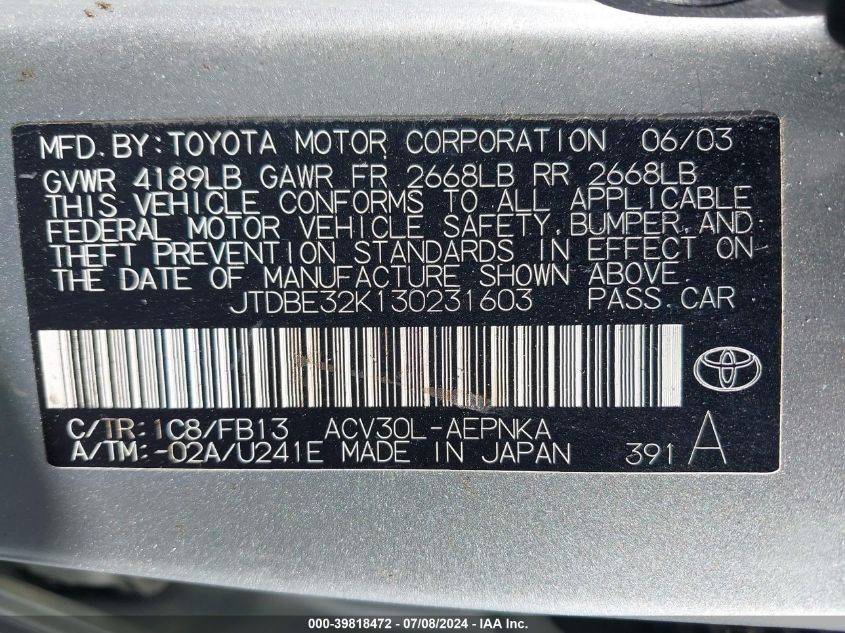 MFD. BY: TOYOTA MOTOR CORPORATION 06/03
GVWR 4189LB GAWR FR 2668LB RR 2668LB
THIS VEHICLE CONFORMS TO ALL APPLICABLE
FEDERAL MOTOR VEHICLE SAFETY, BUMPER, AND
THEFT PREVENTION STANDARDS IN EFFECT ON
THE DATE OF MANUFACTURE SHOWN ABOVE.
JTDBE32K130231603 PASS. CAR
C/TR: 1C8/FB13 ACV30L-AEPNKA
A/TM: -02A/U241E MADE IN JAPAN 391 A
000-39818472 - 07/08/2024 - IAAI.COM